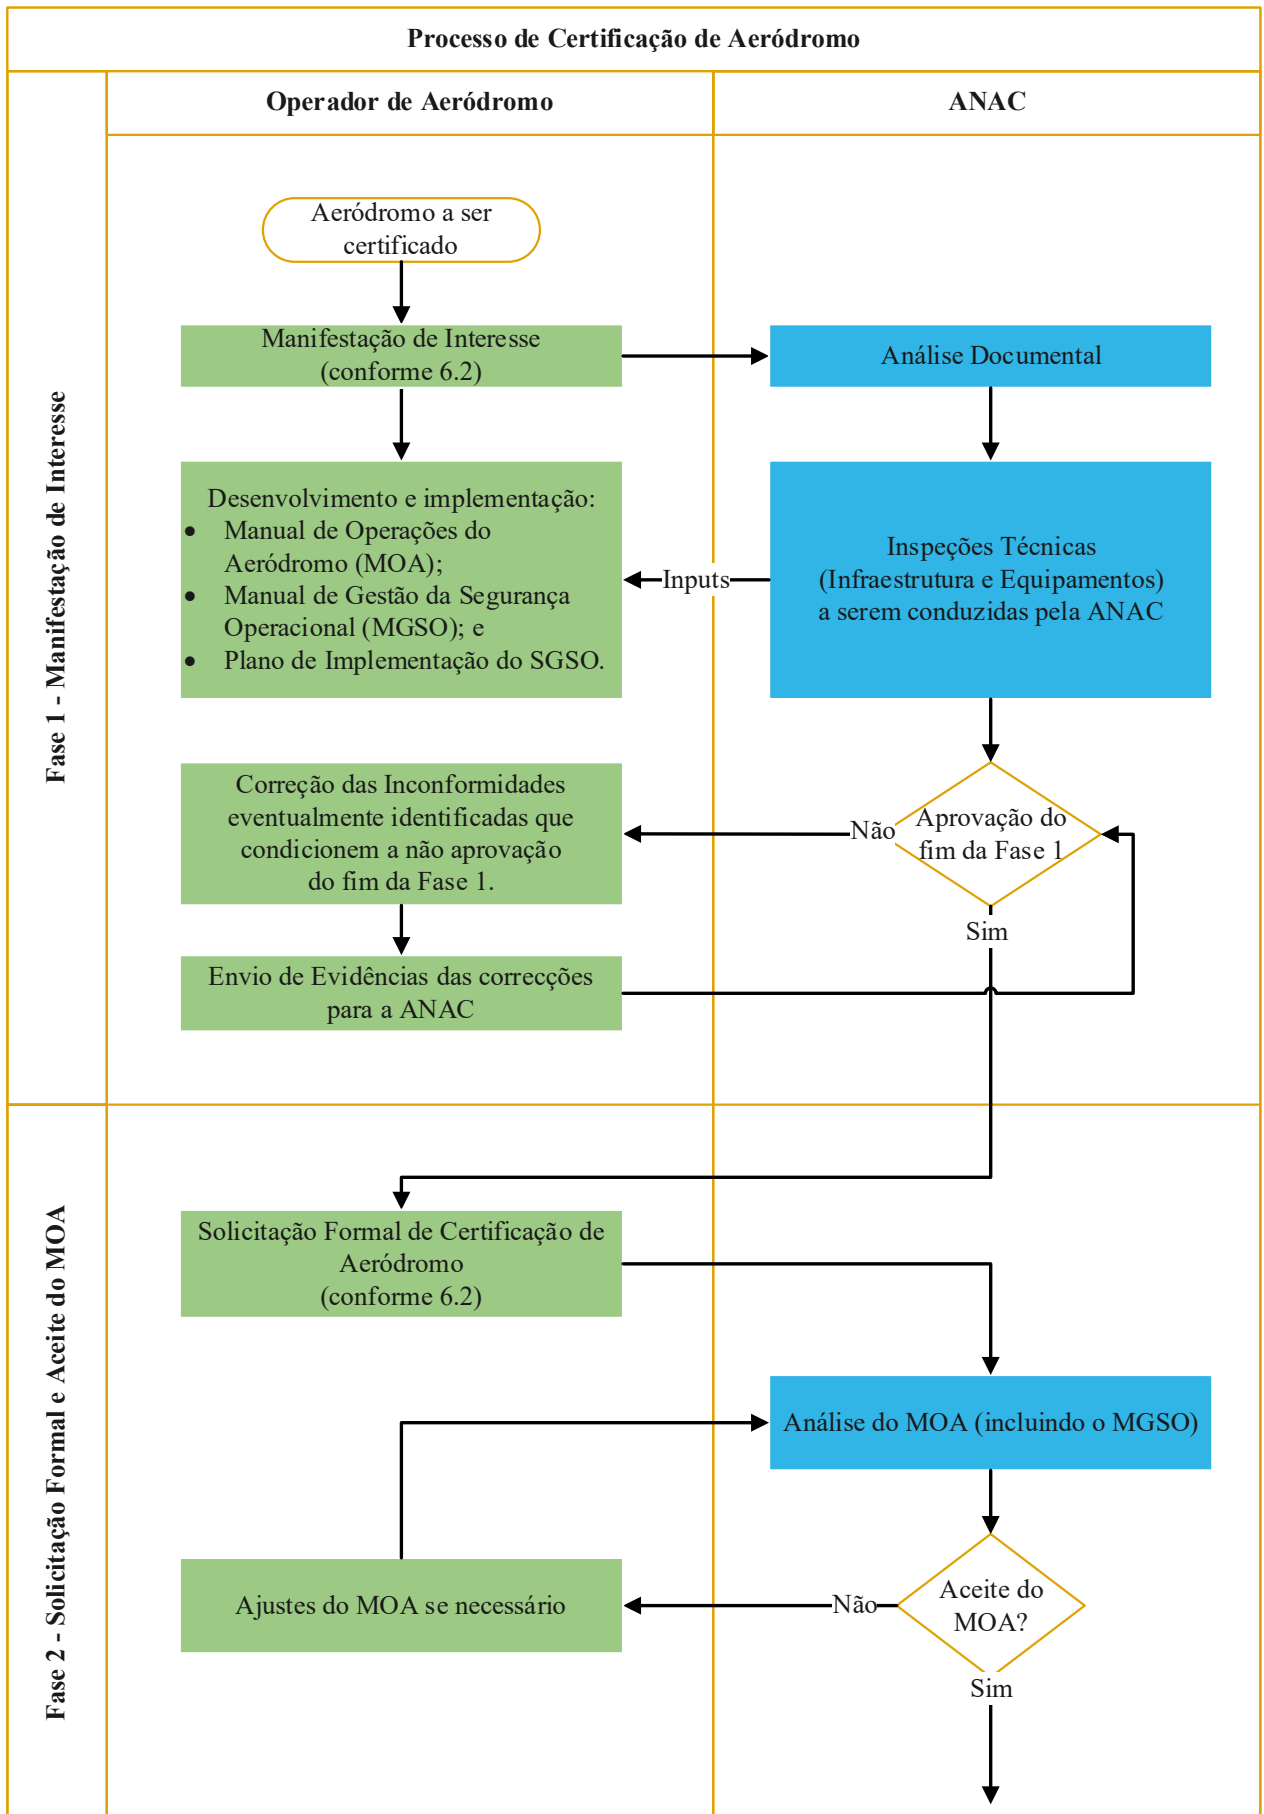 Processo de Certificação de Aeródromo
Operador de Aeródromo
ANAC
Fase 1 - Manifestação de Interesse
Aeródromo a ser
certificado
Manifestação de Interesse
(conforme 6.2)
Análise Documental
Desenvolvimento e implementação:
• Manual de Operações do
Aeródromo (MOA);
• Manual de Gestão da Segurança
Operacional (MGSO); e
• Plano de Implementação do SGSO.
Inputs
Inspeções Técnicas
(Infraestrutura e Equipamentos)
a serem conduzidas pela ANAC
Correção das Inconformidades
eventualmente identificadas que
condicionem a não aprovação
do fim da Fase 1.
Não
Aprovação do
fim da Fase 1
Sim
Envio de Evidências das correcções
para a ANAC
Fase 2 - Solicitação Formal e Aceite do MOA
Solicitação Formal de Certificação de
Aeródromo
(conforme 6.2)
Análise do MOA (incluindo o MGSO)
Ajustes do MOA se necessário
Não
Aceite do
MOA?
Sim